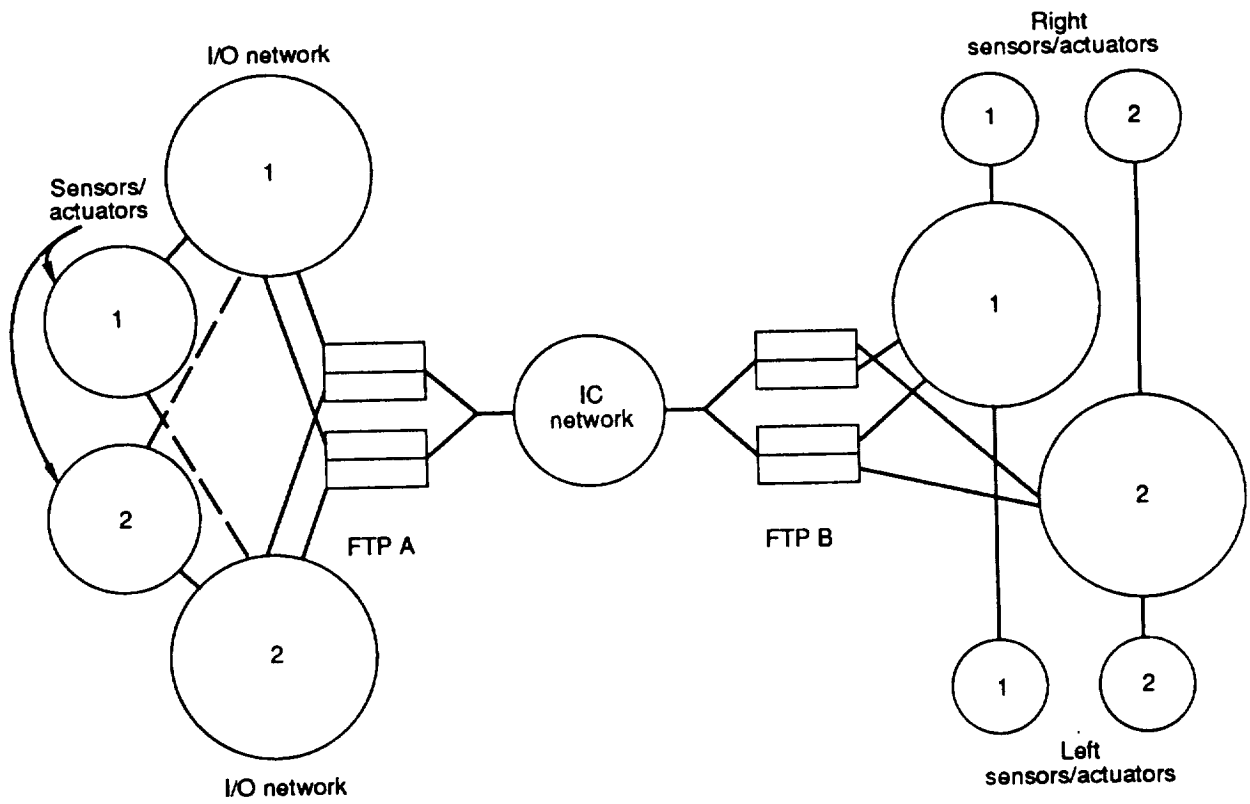 I/O network
1
Sensors/
actuators
1
2
2
I/O network
FTP A
IC
network
FTP B
Right
sensors/actuators
1
2
1
2
1
2
Left
sensors/actuators